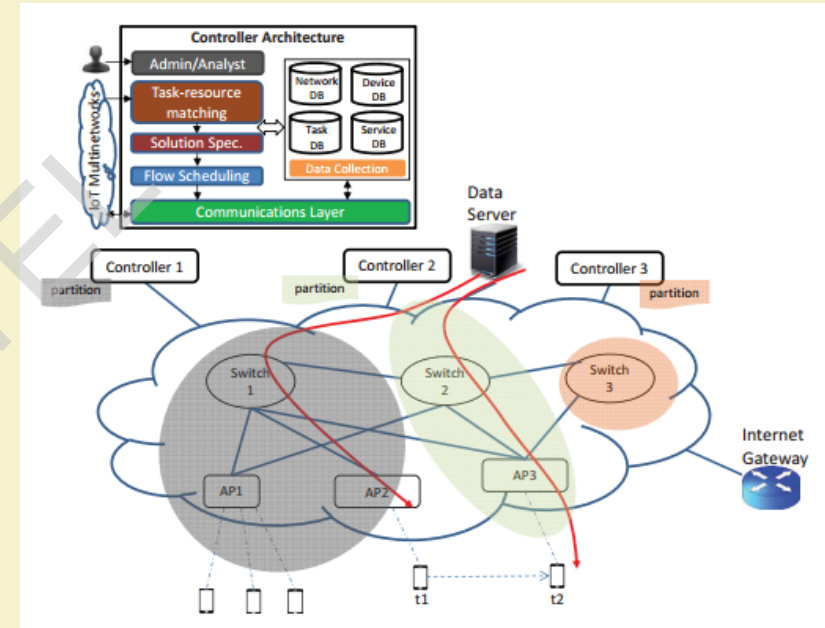 Controller Architecture
Admin/Analyst
Task-resource
matching
Solution Spec.
Flow Scheduling
Communications Layer
Network
DB
Device
DB
Task
DB
Service
DB
Data Collection
IoT Multinetworks
Data
Server
Controller 1
Controller 2
Controller 3
partition
partition
partition
Switch
1
Switch
2
Switch
3
AP1
AP2
AP3
Internet
Gateway
t1
t2